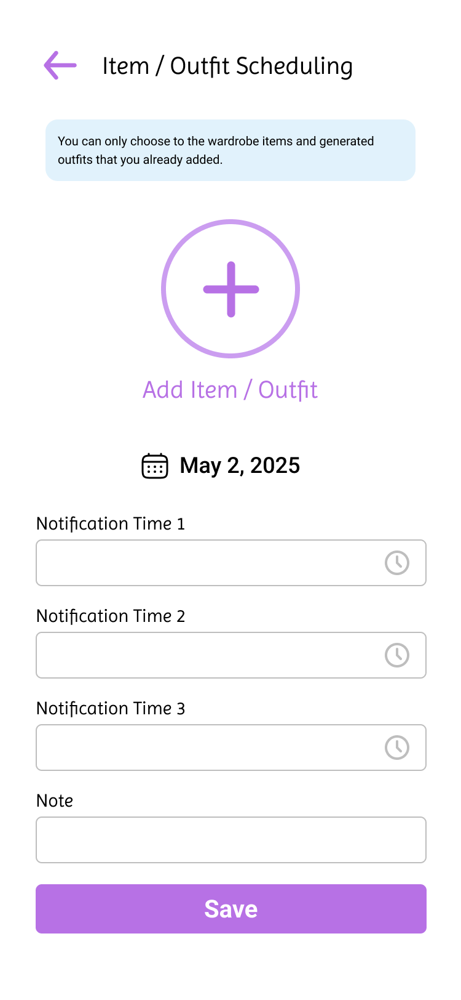 Item / Outfit Scheduling
You can only choose to the wardrobe items and generated
outfits that you already added.
Add Item / Outfit
May 2, 2025
Notification Time 1
Notification Time 2
Notification Time 3
Note
Save